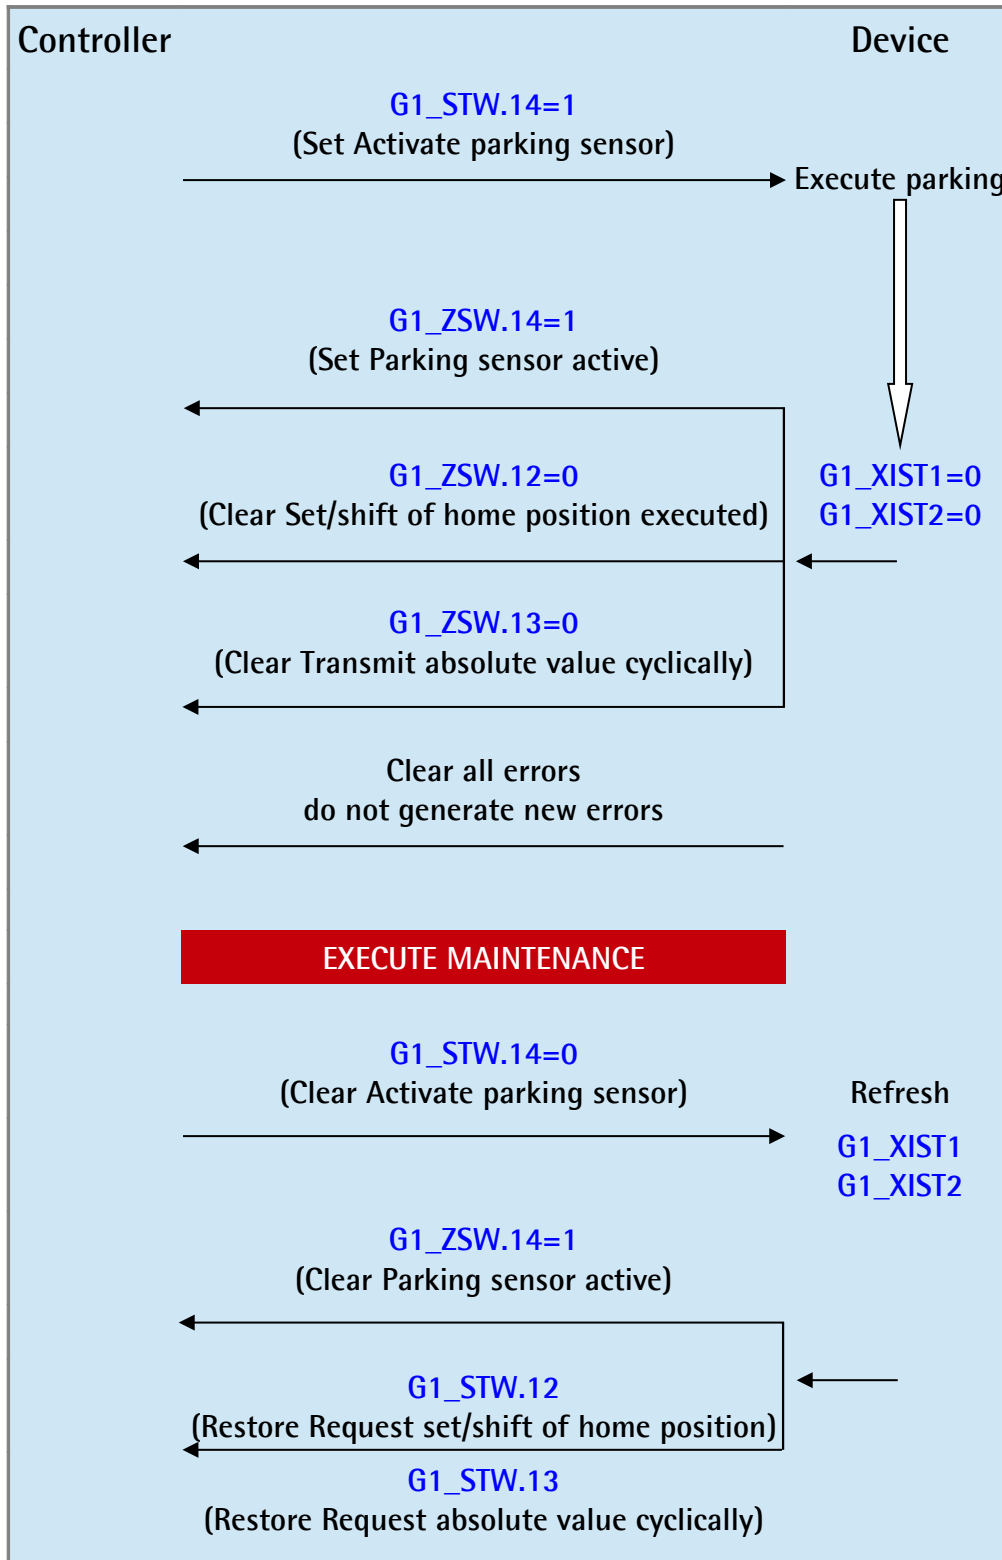 Controller
Device
G1_STW.14=1
(Set Activate parking sensor)
Execute parking
G1_ZSW.14=1
(Set Parking sensor active)
G1_ZSW.12=0
(Clear Set/shift of home position executed)
G1_XIST1=0
G1_XIST2=0
G1_ZSW.13=0
(Clear Transmit absolute value cyclically)
Clear all errors
do not generate new errors
EXECUTE MAINTENANCE
G1_STW.14=0
(Clear Activate parking sensor)
Refresh
G1_XIST1
G1_XIST2
G1_ZSW.14=1
(Clear Parking sensor active)
G1_STW.12
(Restore Request set/shift of home position)
G1_STW.13
(Restore Request absolute value cyclically)